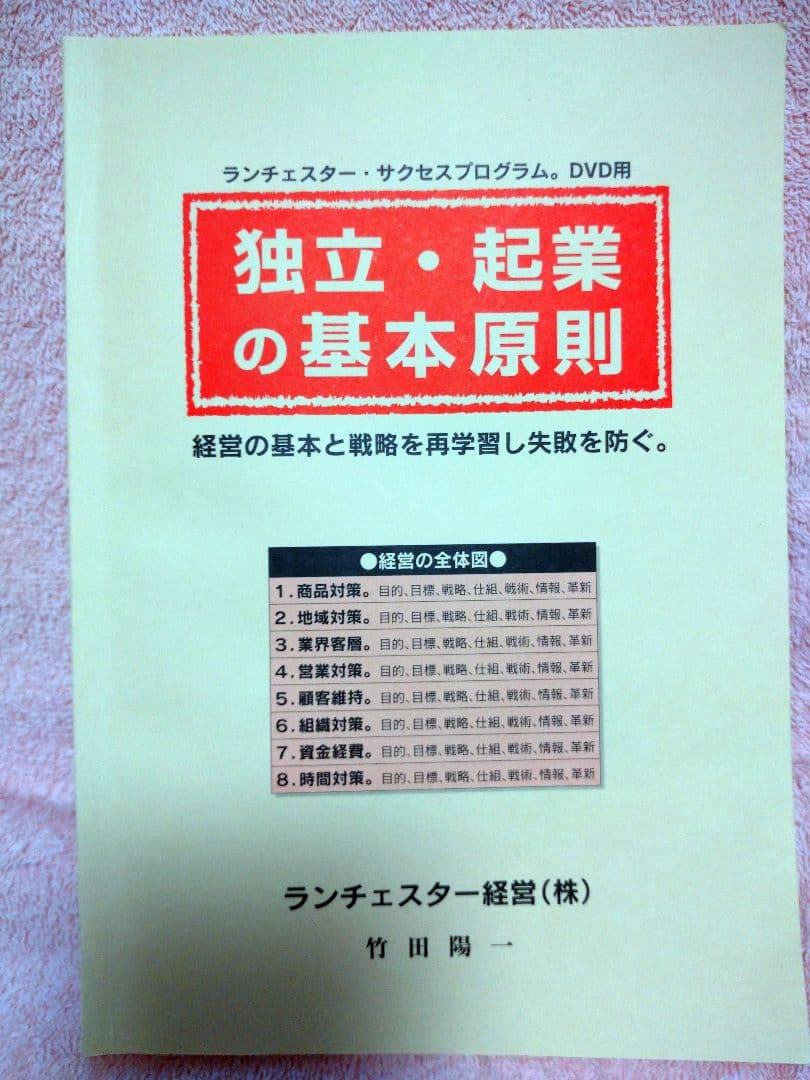 ランチェスター・サクセスプログラム。DVD用
独立・起業
の基本原則
経営の基本と戦略を再学習し失敗を防ぐ。
●経営の全体図●
1.商品対策。目的、目標、戦略、仕組、戦術、情報、革新
2.地域対策。目的、目標、戦略、仕組、戦術、情報、革新
3.業界客層。目的、目標、戦略、仕組、戦術、情報、革新
4.営業対策。目的、目標、戦略、仕組、戦術、情報、革新
5.顧客維持。目的、目標、戦略、仕組、戦術、情報、革新
6.組織対策。目的、目標、戦略、仕組、戦術、情報、革新
7.資金経費。目的、目標、戦略、仕組、戦術、情報、革新
8.時間対策。目的、目標、戦略、仕組、戦術、情報、革新
ランチェスター経営(株)
竹田陽一